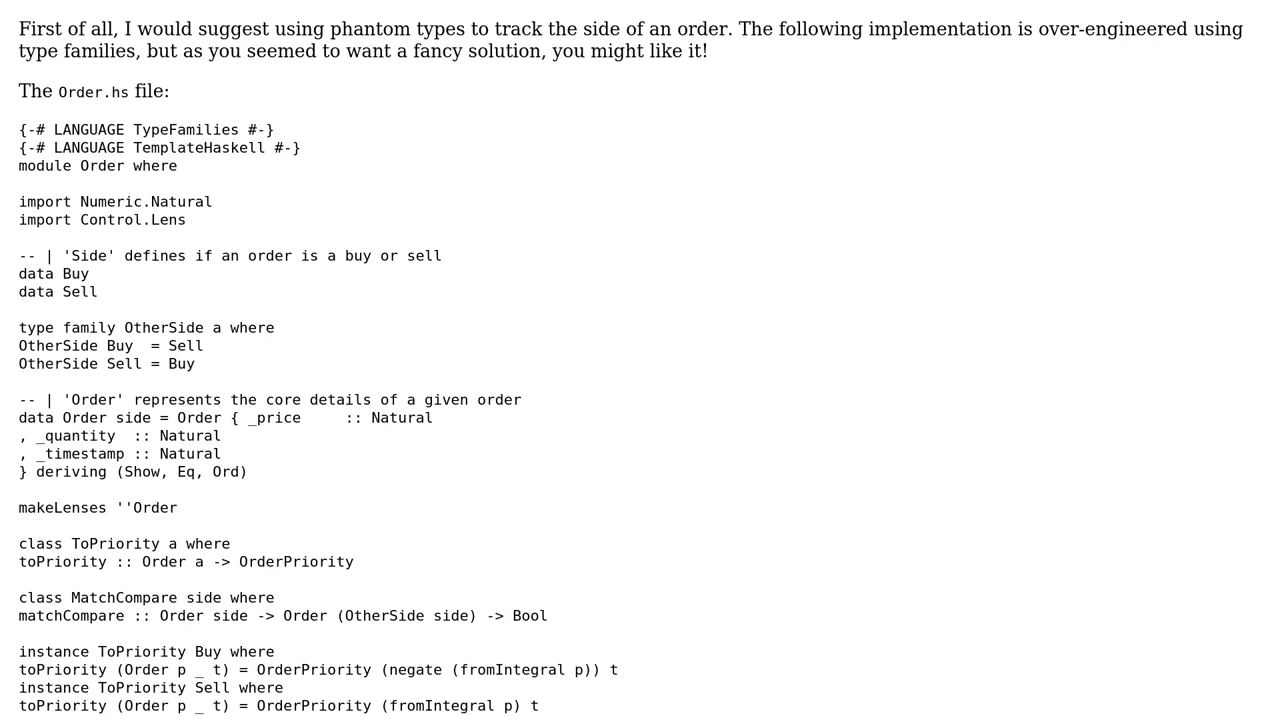 First of all, I would suggest using phantom types to track the side of an order. The following implementation is over-engineered using
type families, but as you seemed to want a fancy solution, you might like it!
The Order.hs file:
{-# LANGUAGE TypeFamilies #-}
{-# LANGUAGE TemplateHaskell #-}
module Order where
import Numeric.Natural
import Control.Lens
-- | 'Side' defines if an order is a buy or sell
data Buy
data Sell
type family OtherSide a where
OtherSide Buy  = Sell
OtherSide Sell = Buy
-- | 'Order' represents the core details of a given order
data Order side = Order { _price     :: Natural
, _quantity  :: Natural
, _timestamp :: Natural
} deriving (Show, Eq, Ord)
makeLenses ''Order
class ToPriority a where
toPriority :: Order a -> OrderPriority
class MatchCompare side where
matchCompare :: Order side -> Order (OtherSide side) -> Bool
instance ToPriority Buy where
toPriority (Order p _ t) = OrderPriority (negate (fromIntegral p)) t
instance ToPriority Sell where
toPriority (Order p _ t) = OrderPriority (fromIntegral p) t